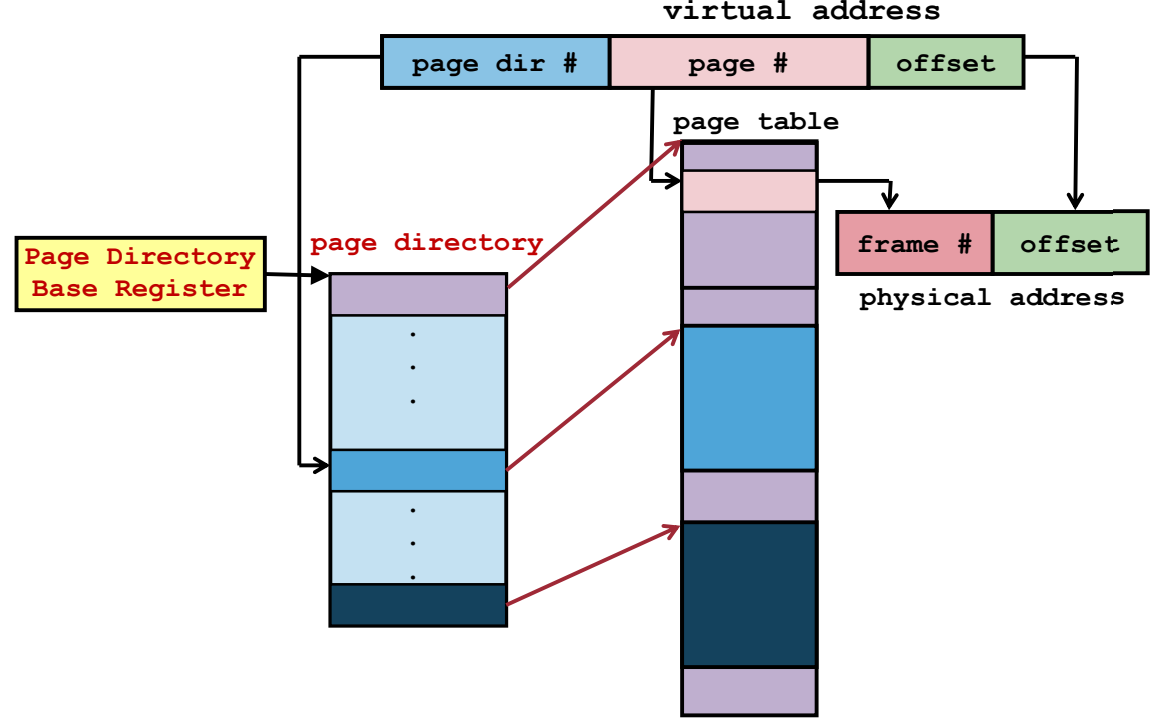 virtual address
page dir #
page #
offset
page table
page directory
Page Directory
Base Register
frame #
offset
physical address